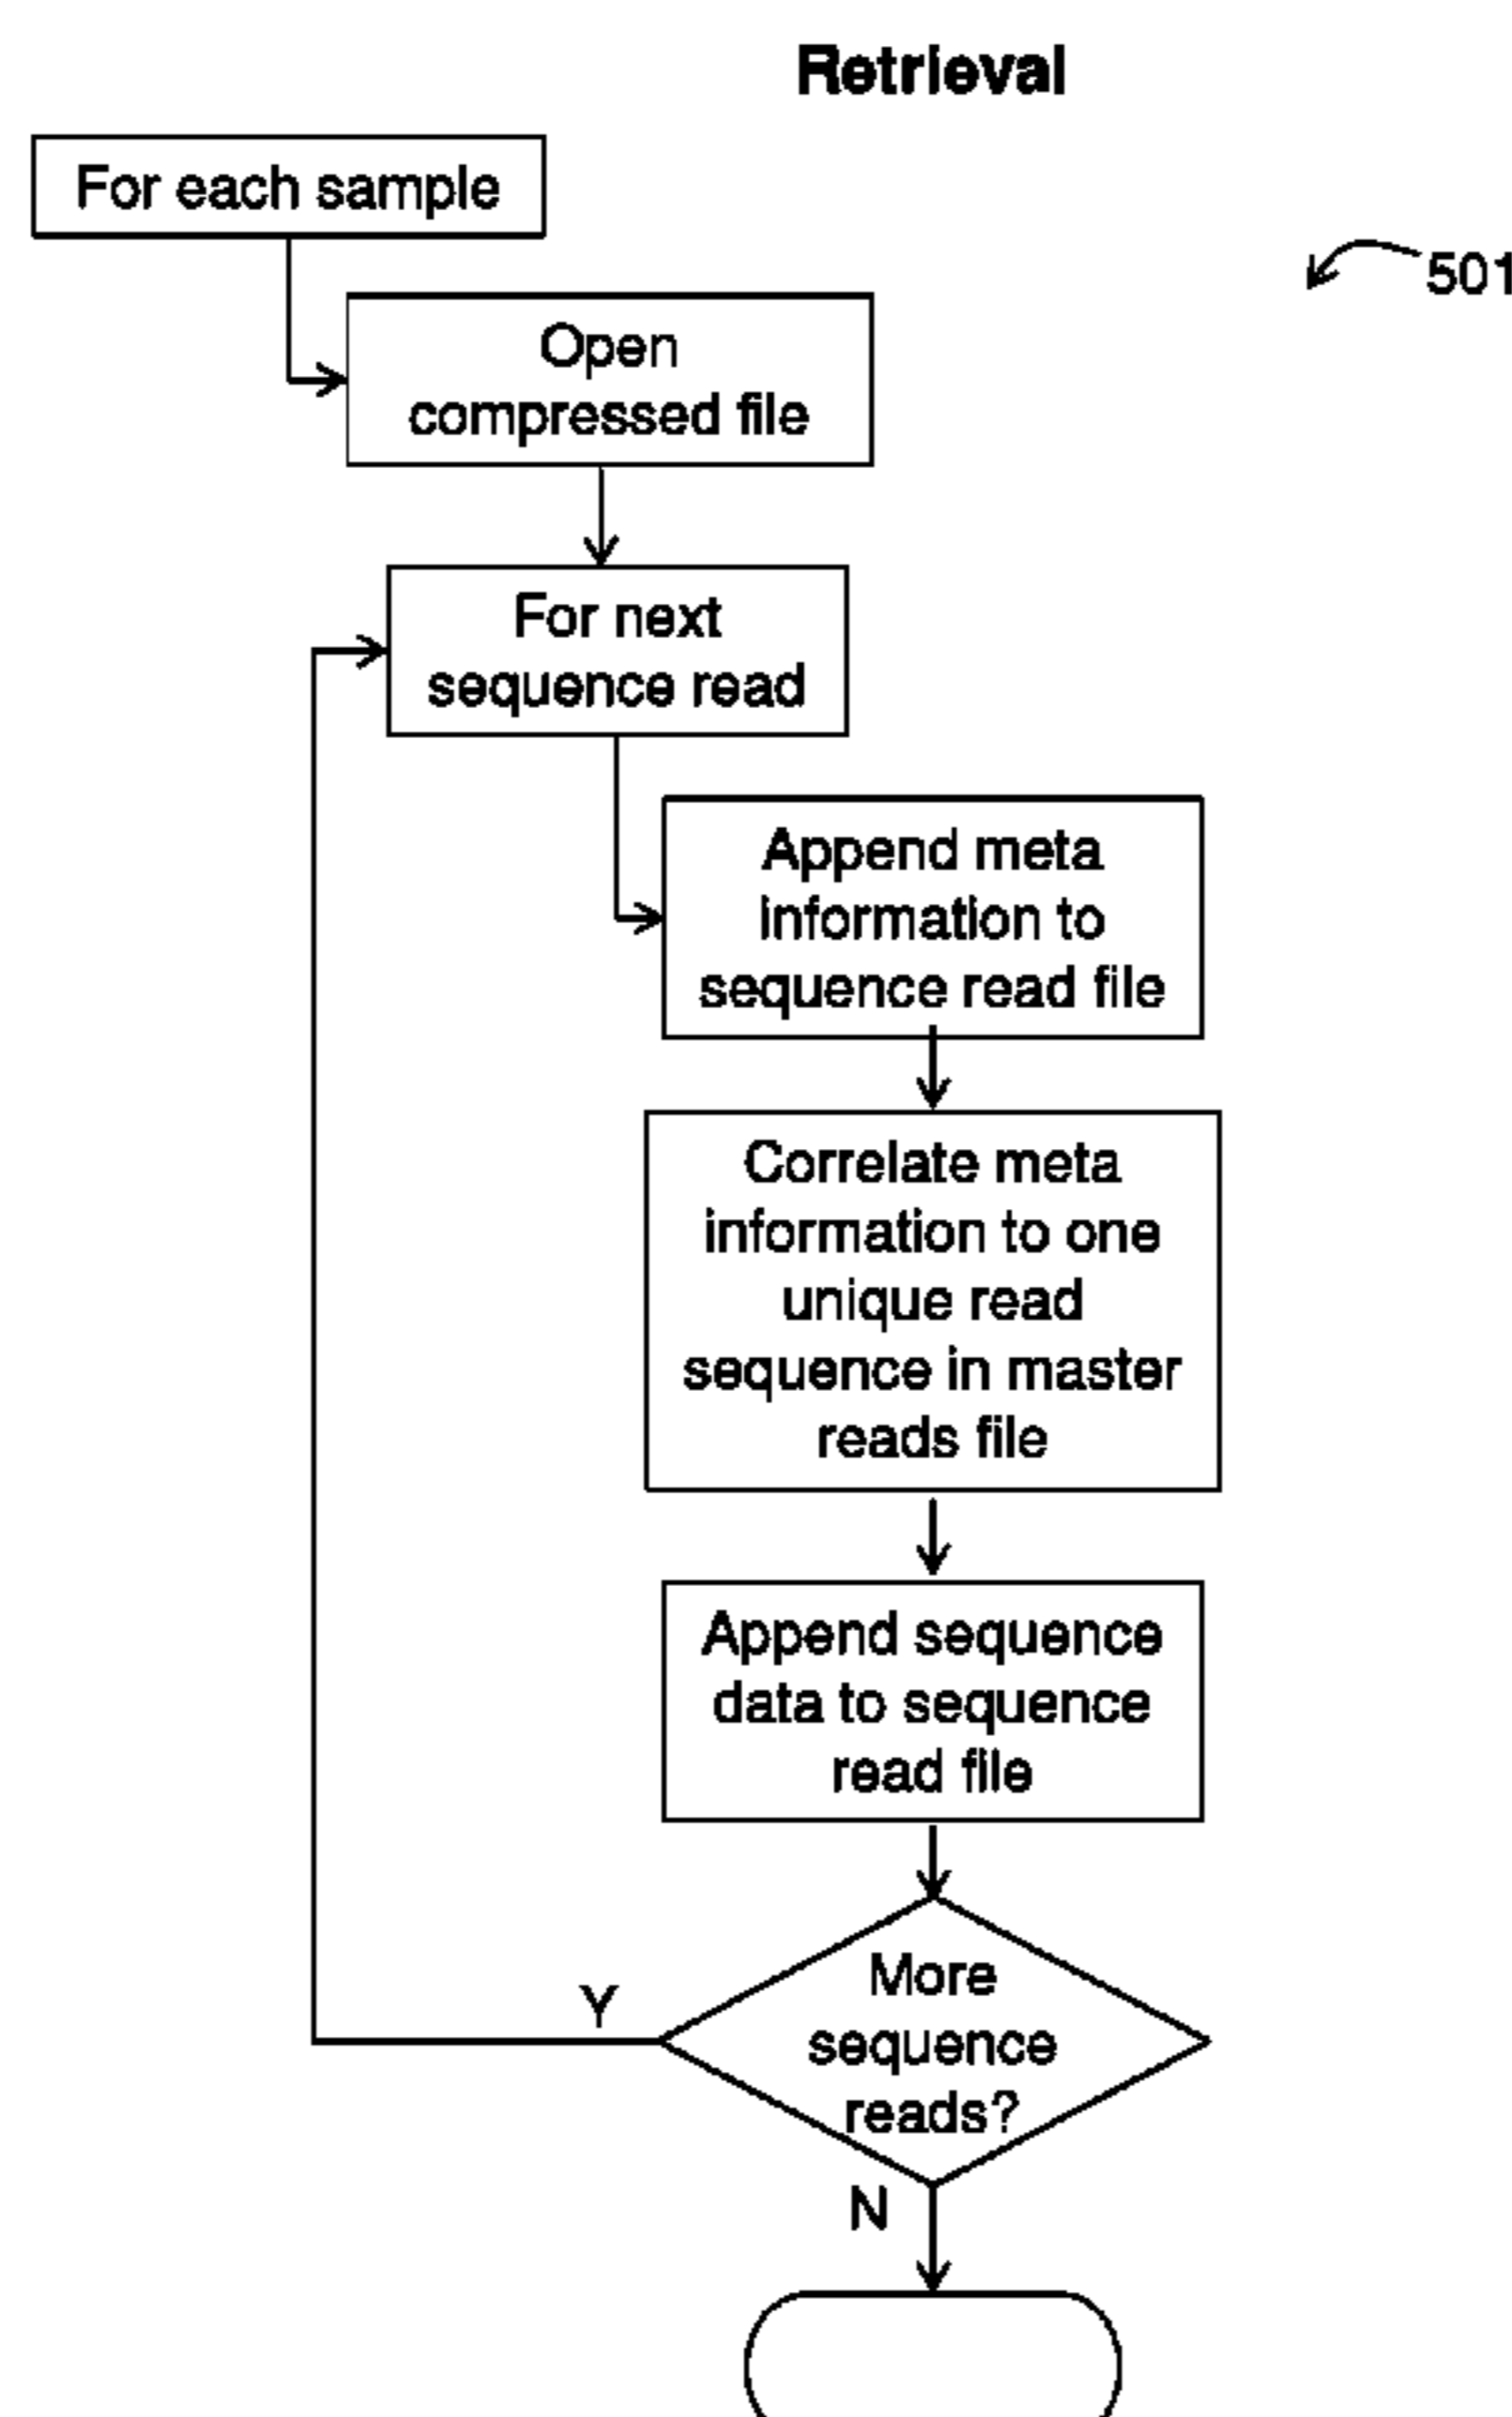 Retrieval
For each sample
501
Open
compressed file
For next
sequence read
Append meta
information to
sequence read file
Correlate meta
information to one
unique read
sequence in master
reads file
Append sequence
data to sequence
read file
More
sequence
reads?
Y
N